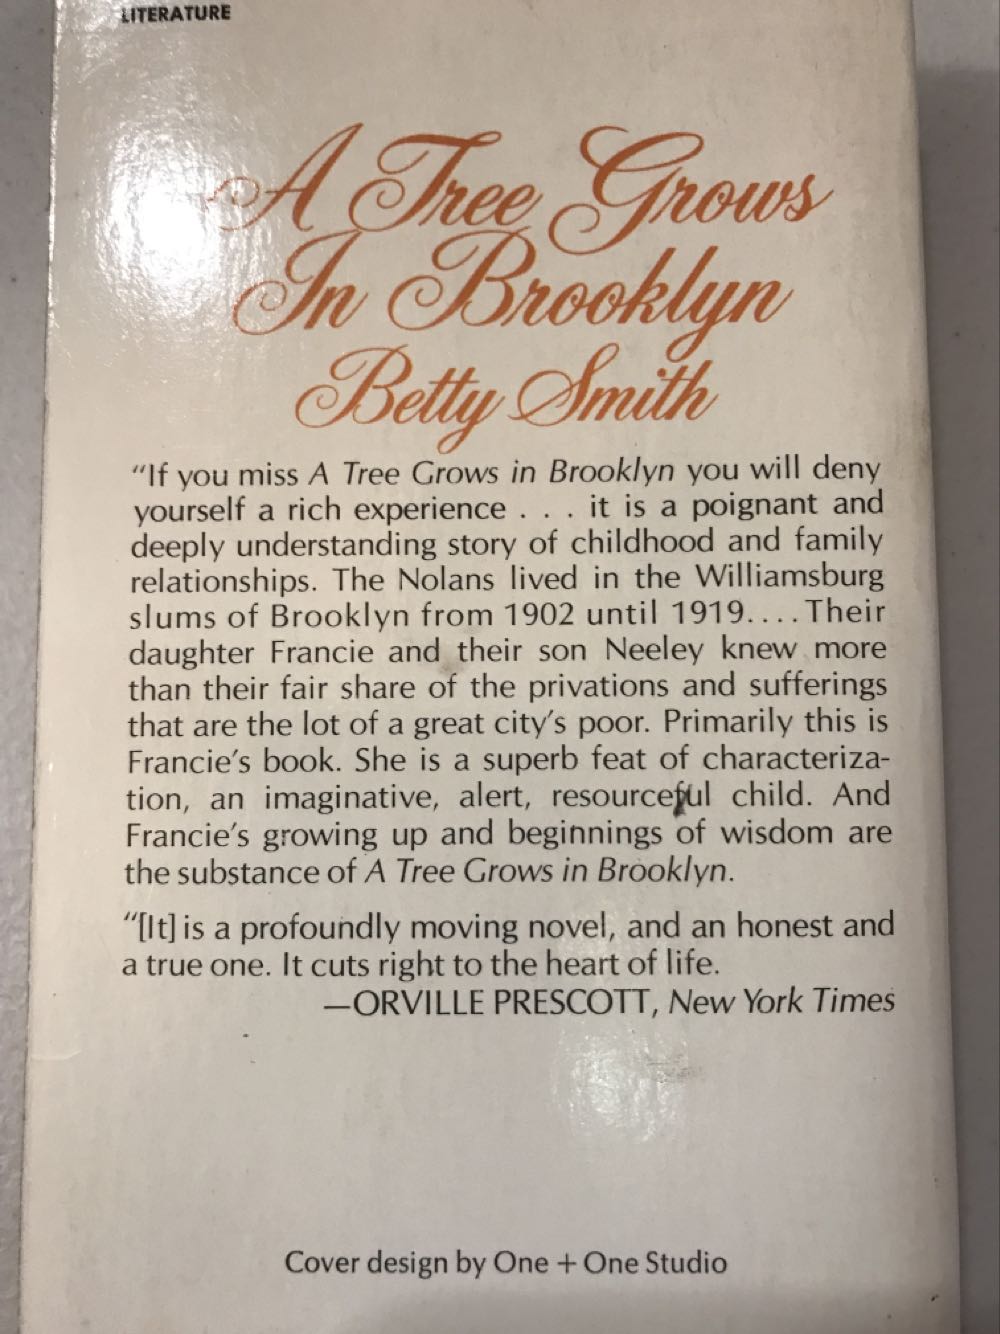 LITERATURE
A Tree Grows
In Brooklyn
Betty Smith
“If you miss A Tree Grows in Brooklyn you will deny
yourself a rich experience . . . it is a poignant and
deeply understanding story of childhood and family
relationships. The Nolans lived in the Williamsburg
slums of Brooklyn from 1902 until 1919.... Their
daughter Francie and their son Neeley knew more
than their fair share of the privations and sufferings
that are the lot of a great city’s poor. Primarily this is
Francie’s book. She is a superb feat of characteriza-
tion, an imaginative, alert, resourceful child. And
Francie’s growing up and beginnings of wisdom are
the substance of A Tree Grows in Brooklyn.
“[It] is a profoundly moving novel, and an honest and
a true one. It cuts right to the heart of life.
—ORVILLE PRESCOTT, New York Times
Cover design by One + One Studio